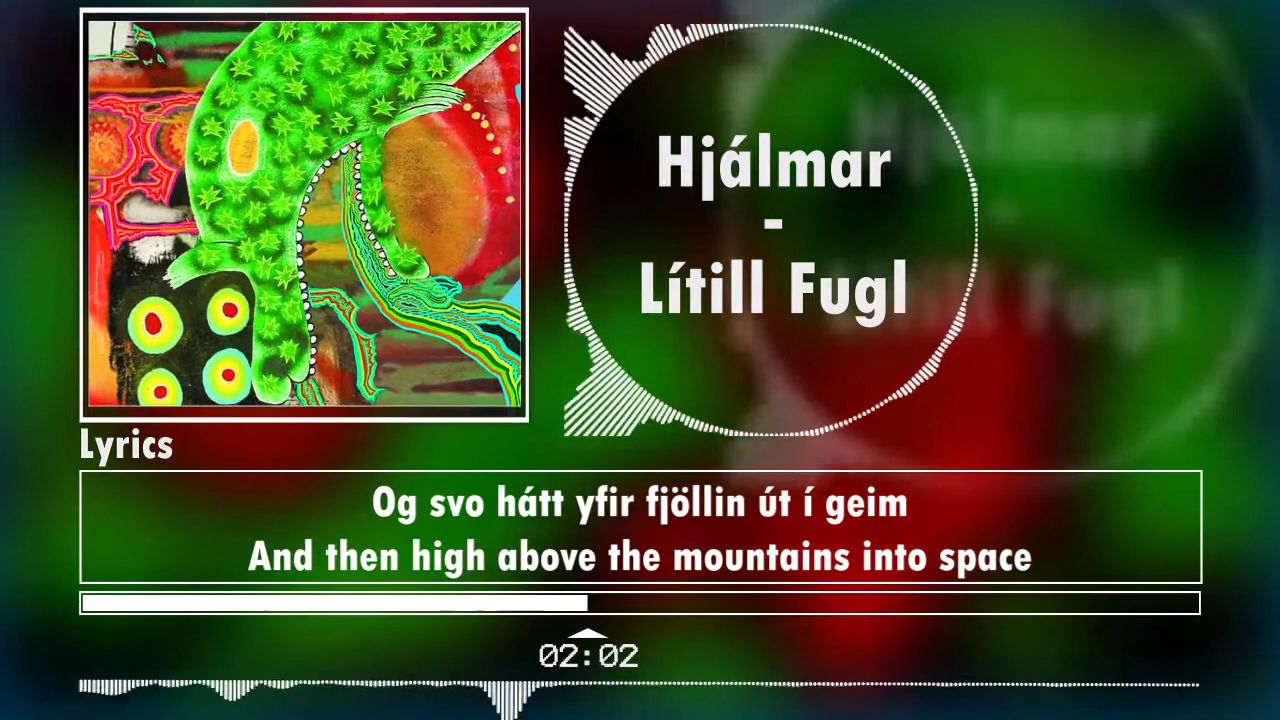 Hjálmar
-
Lítill Fugl
Lyrics
Og svo hátt yfir fjöllin út í geim
And then high above the mountains into space
02:02